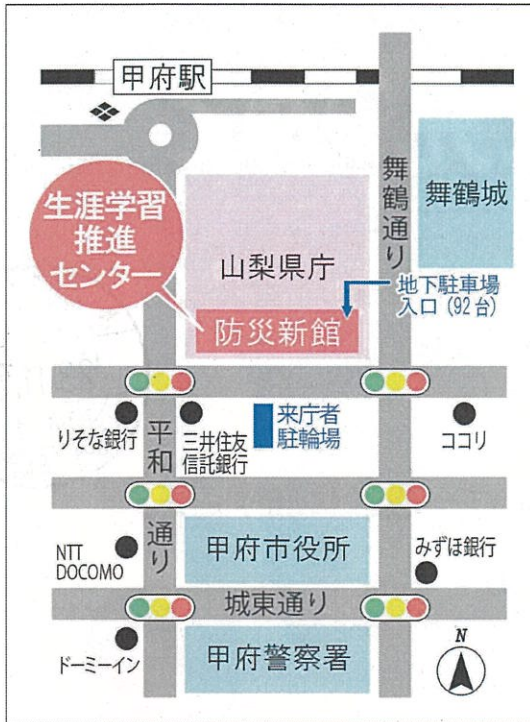 甲府駅
舞鶴通り
舞鶴城
生涯学習
推進
センター
山梨県庁
地下駐車場
入口（92台）
防災新館
りそな銀行
平和通り
三井住友
信託銀行
来庁者
駐輪場
ココリ
NTT
DOCOMO
甲府市役所
みずほ銀行
城東通り
ドーミーイン
甲府警察署
N